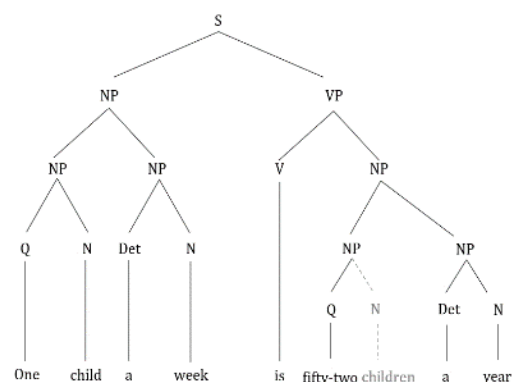 S
NP VP
NP NP V NP
Q N Det N NP NP
Q N Det N
One child a week is fifty-two children a year